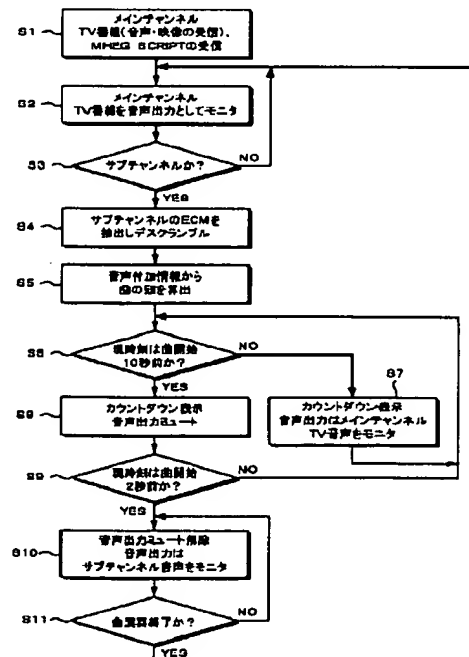 S1
メインチャンネル
TV番組(音声・映像の受信)、
MHEG SCRIPTの受信
S2
メインチャンネル
TV番組を音声出力としてモニタ
S3
サブチャンネルか？
NO
YES
S4
サブチャンネルのECMを
抽出しデスクランブル
S5
音声付加情報から
曲の頭を算出
S6
現時刻は曲開始
10秒前か？
NO
YES
S7
カウントダウン表示
音声出力はメインチャンネル
TV音声をモニタ
S8
カウントダウン表示
音声出力ミュート
S9
現時刻は曲開始
2秒前か？
NO
YES
S10
音声出力ミュート解除
音声出力は
サブチャンネル音声をモニタ
S11
曲演奏終了か？
NO
YES